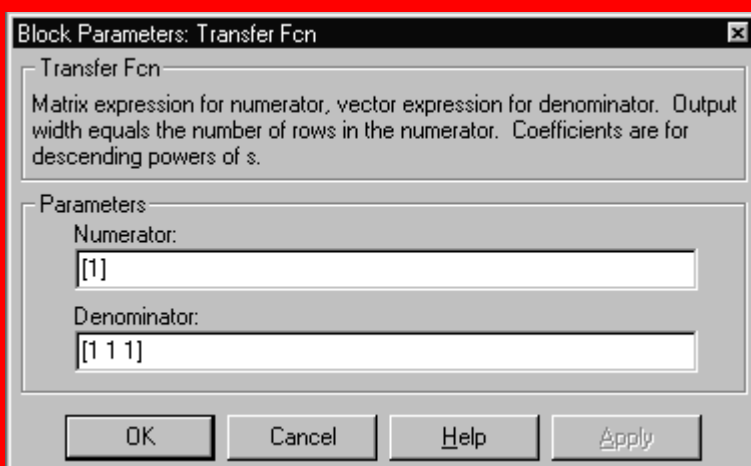 Block Parameters: Transfer Fcn
Transfer Fcn
Matrix expression for numerator, vector expression for denominator.  Output
width equals the number of rows in the numerator.  Coefficients are for
descending powers of s.
Parameters
Numerator:
[1]
Denominator:
[1 1 1]
OK Cancel Help Apply